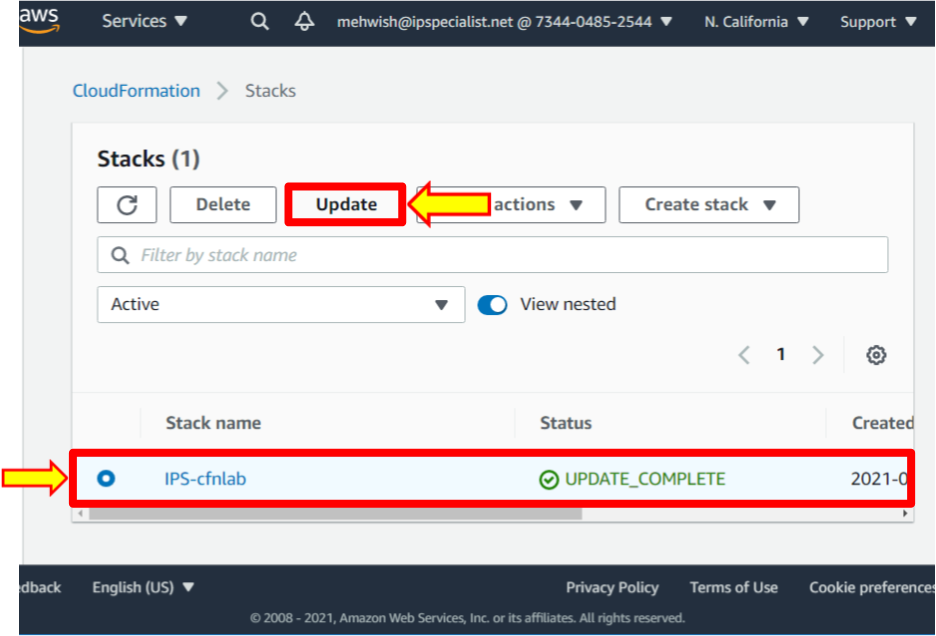 aws Services ▼ mehwish@ipspecialist.net @ 7344-0485-2544 ▼ N. California ▼ Support ▼
CloudFormation > Stacks
Stacks (1)
Delete Update actions ▼ Create stack ▼
Filter by stack name
Active ▼ View nested
< 1 >
Stack name Status Created
IPS-cfnlab UPDATE_COMPLETE 2021-0
edback English (US) ▼ Privacy Policy Terms of Use Cookie preferences
© 2008 - 2021, Amazon Web Services, Inc. or its affiliates. All rights reserved.